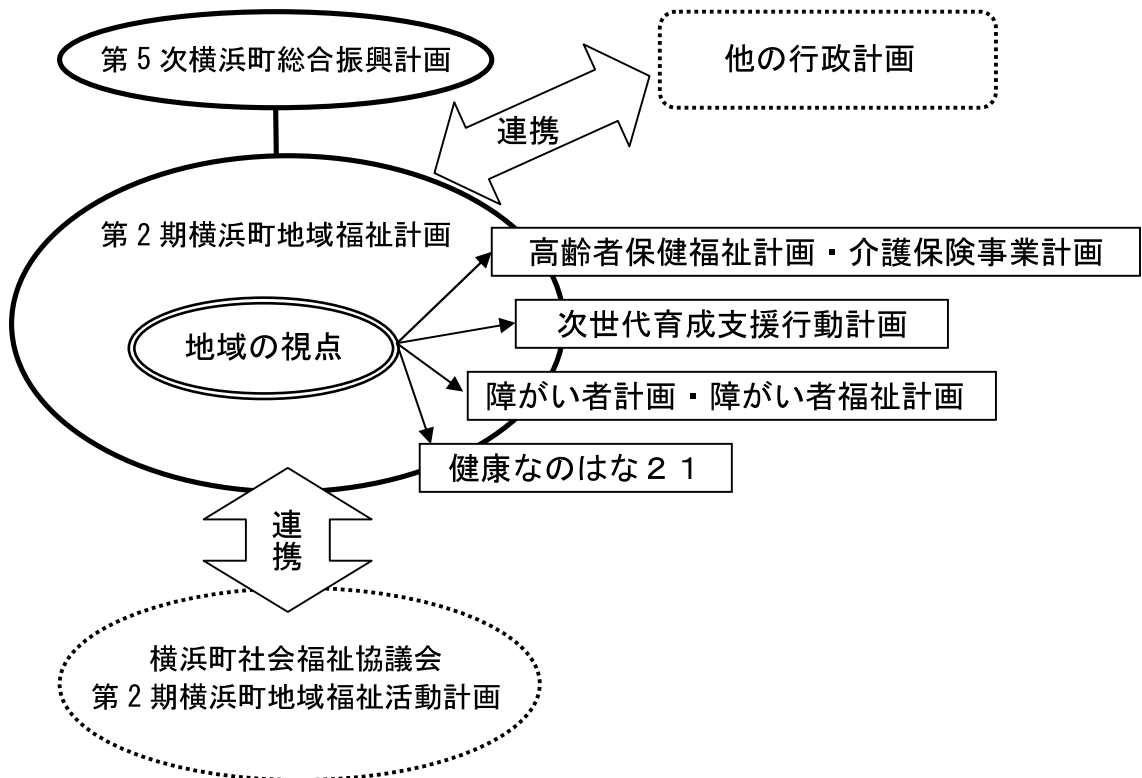 第5次横浜町総合振興計画
他の行政計画
連携
第2期横浜町地域福祉計画
高齢者保健福祉計画・介護保険事業計画
地域の視点
次世代育成支援行動計画
障がい者計画・障がい者福祉計画
健康なのはな21
連携
横浜町社会福祉協議会
第2期横浜町地域福祉活動計画